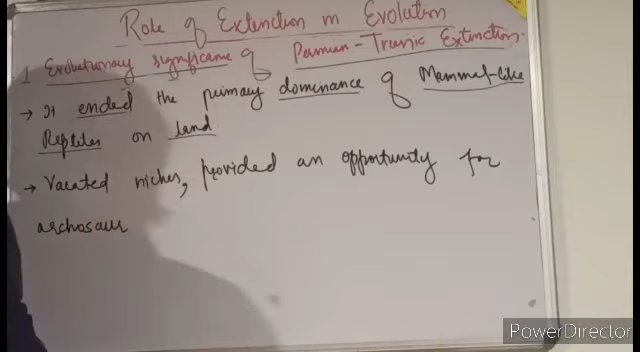 Role of Extinction in Evolution
1 Evolutionary significance of Permian-Triassic Extinction.
→ It ended the primary dominance of Mammal-like
Reptiles on land
→ Vacated niches, provided an opportunity for
archosaur
PowerDirector